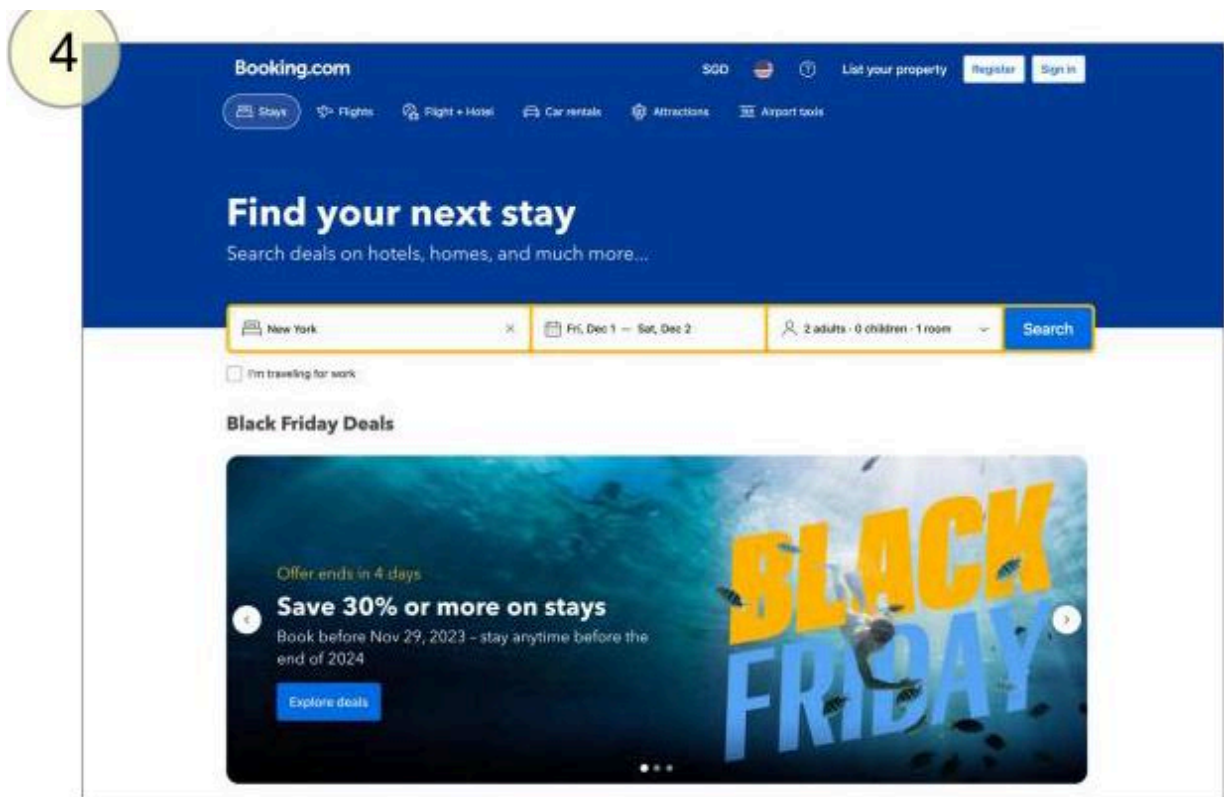 4
Booking.com
SGD
List your property
Register
Sign in
Stays
Flights
Flight + Hotel
Car rentals
Attractions
Airport taxis
Find your next stay
Search deals on hotels, homes, and much more...
New York
Fri, Dec 1 — Sat, Dec 2
2 adults · 0 children · 1 room
Search
I'm traveling for work
Black Friday Deals
Offer ends in 4 days
Save 30% or more on stays
Book before Nov 29, 2023 – stay anytime before the
end of 2024
Explore deals
BLACK
FRIDAY